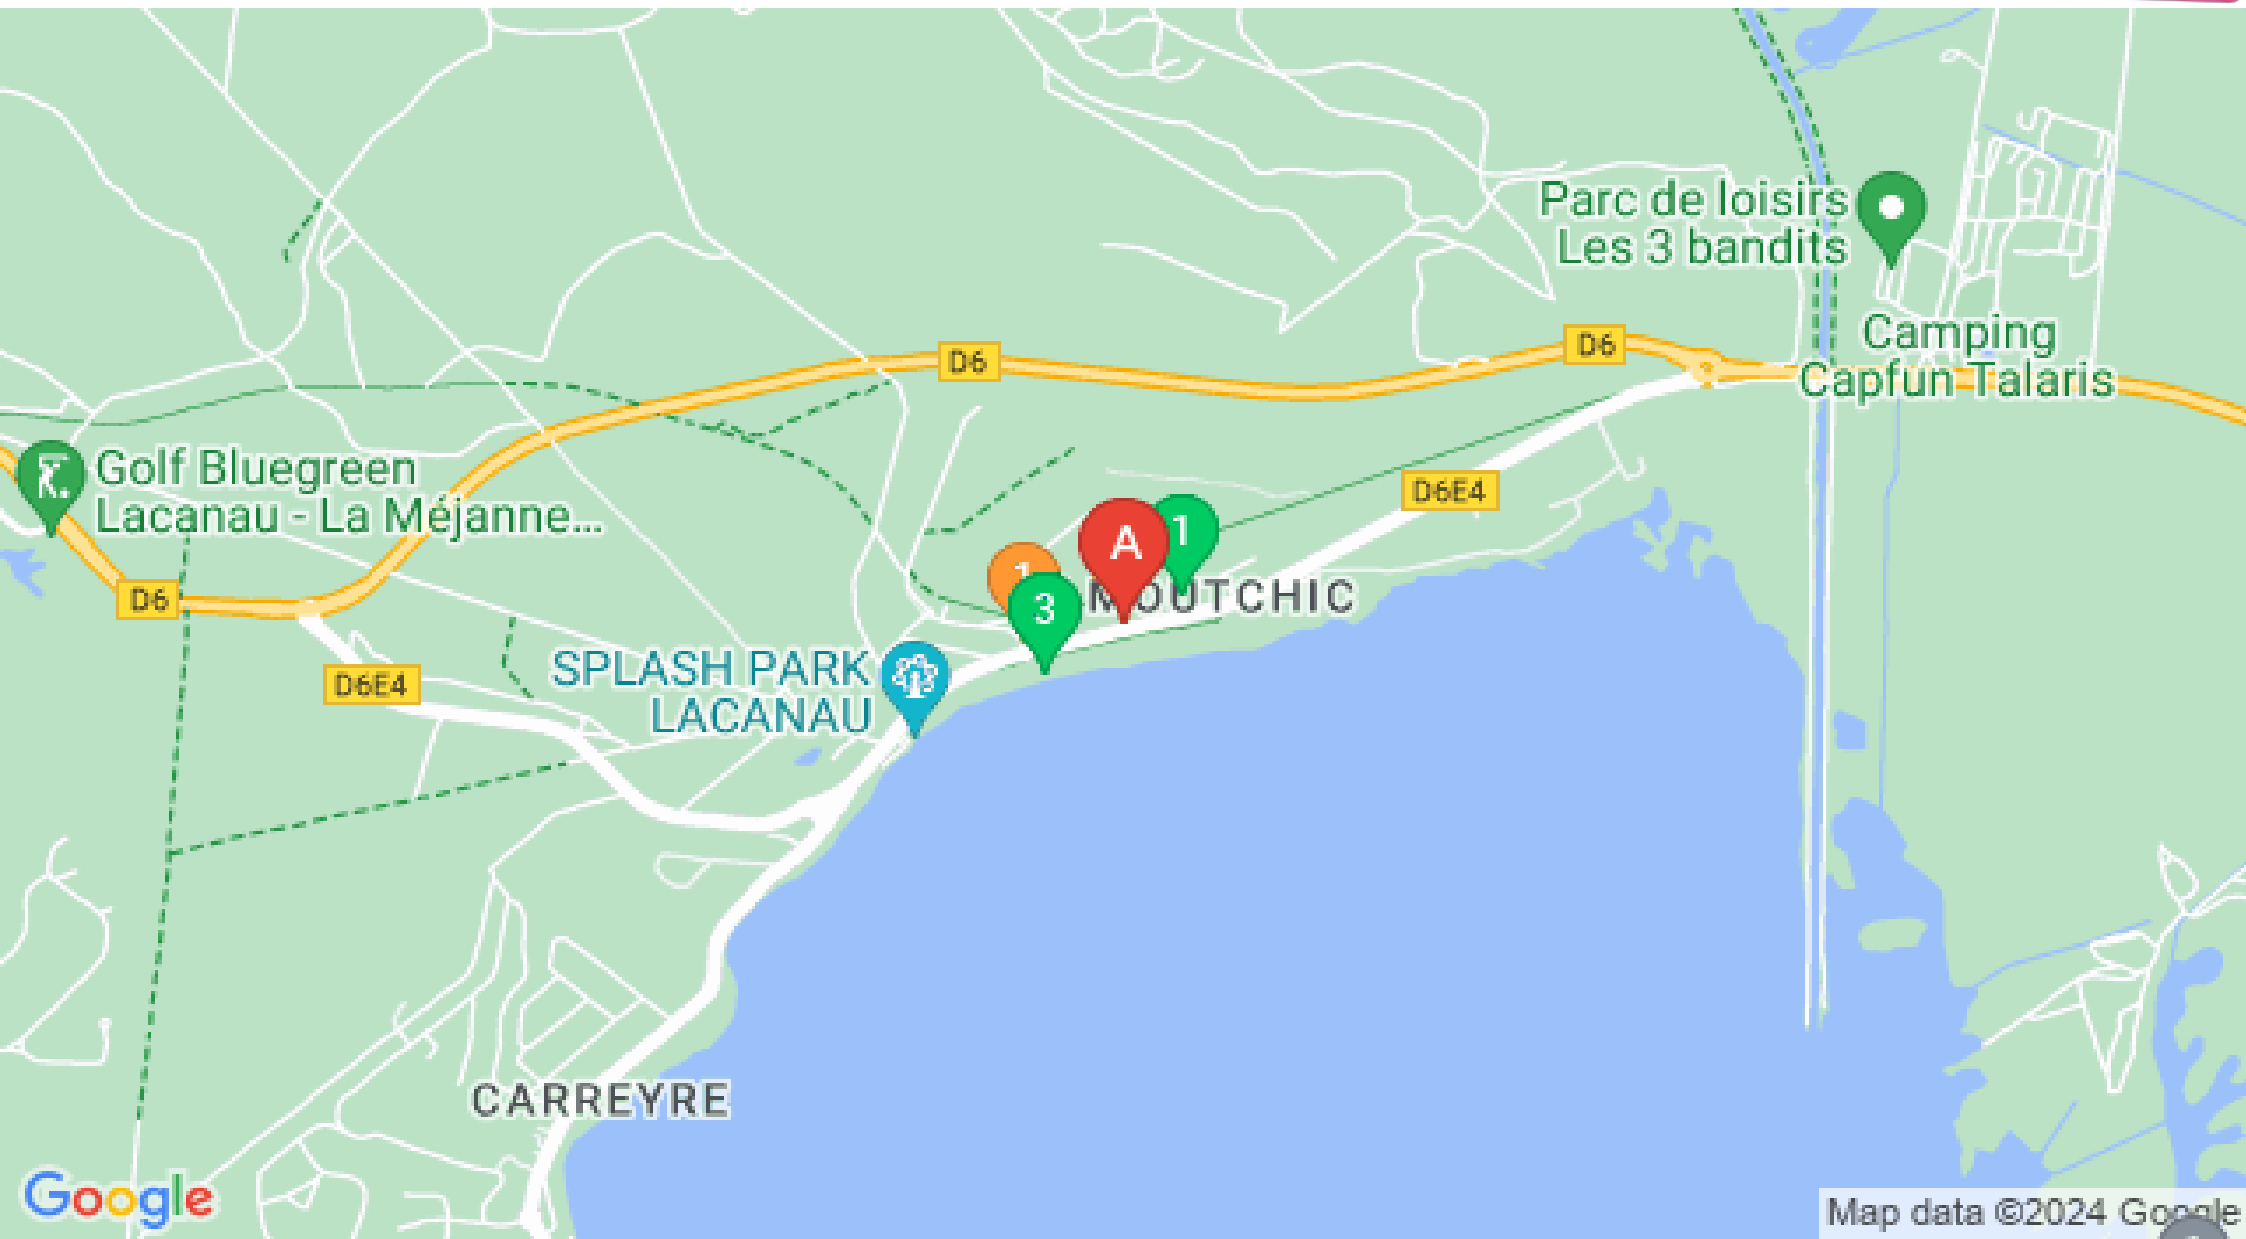 Parc de loisirs
Les 3 bandits
D6
D6
Camping
Capfun Talaris
Golf Bluegreen
Lacanau - La Méjanne...
D6E4
A
1
1
3
MOUTCHIC
D6
SPLASH PARK
LACANAU
D6E4
CARREYRE
Google
Map data ©2024 Google